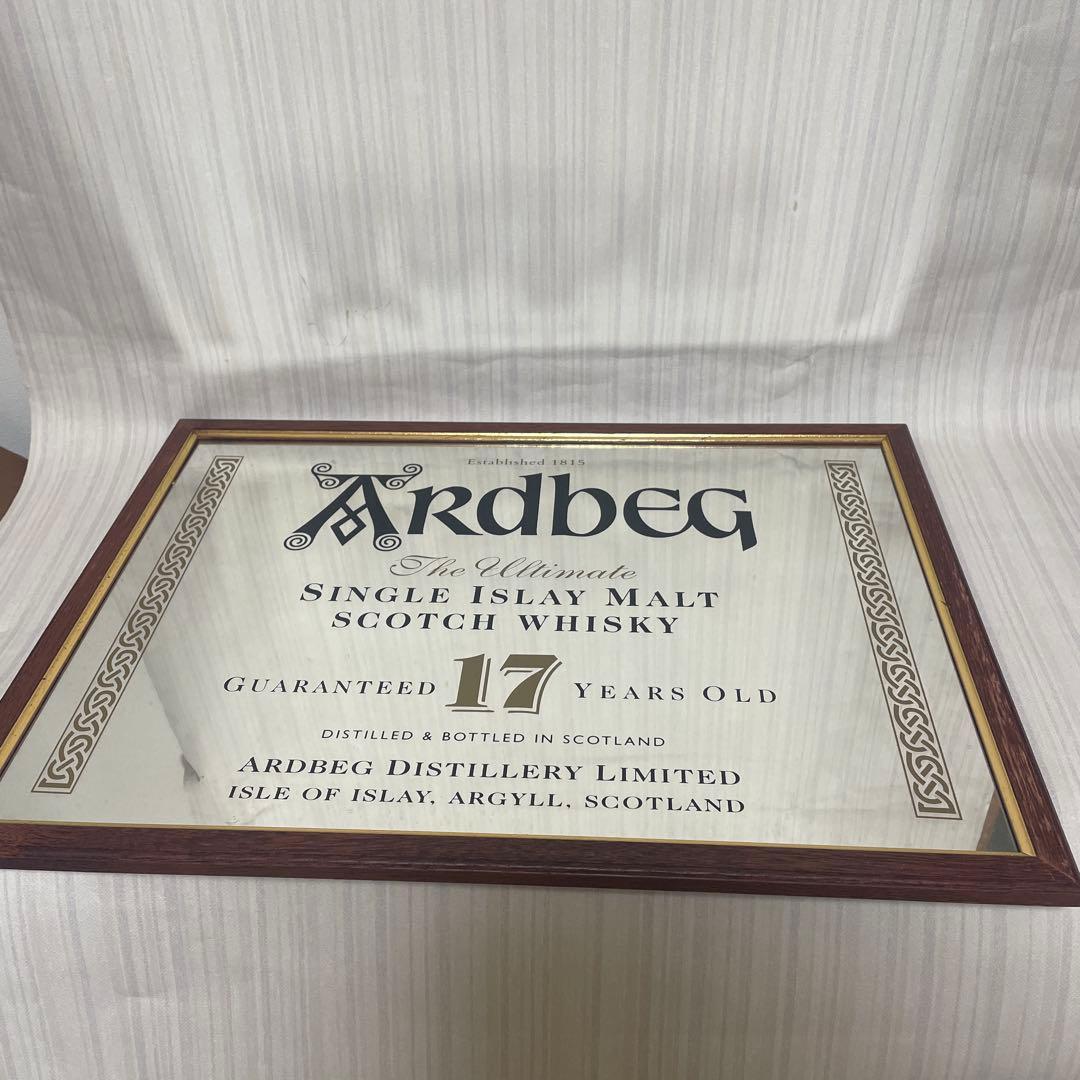 Established 1815
Ardbeg
The Ultimate
SINGLE ISLAY MALT
SCOTCH WHISKY
GUARANTEED 17 YEARS OLD
DISTILLED & BOTTLED IN SCOTLAND
ARDBEG DISTILLERY LIMITED
ISLE OF ISLAY, ARGYLL, SCOTLAND